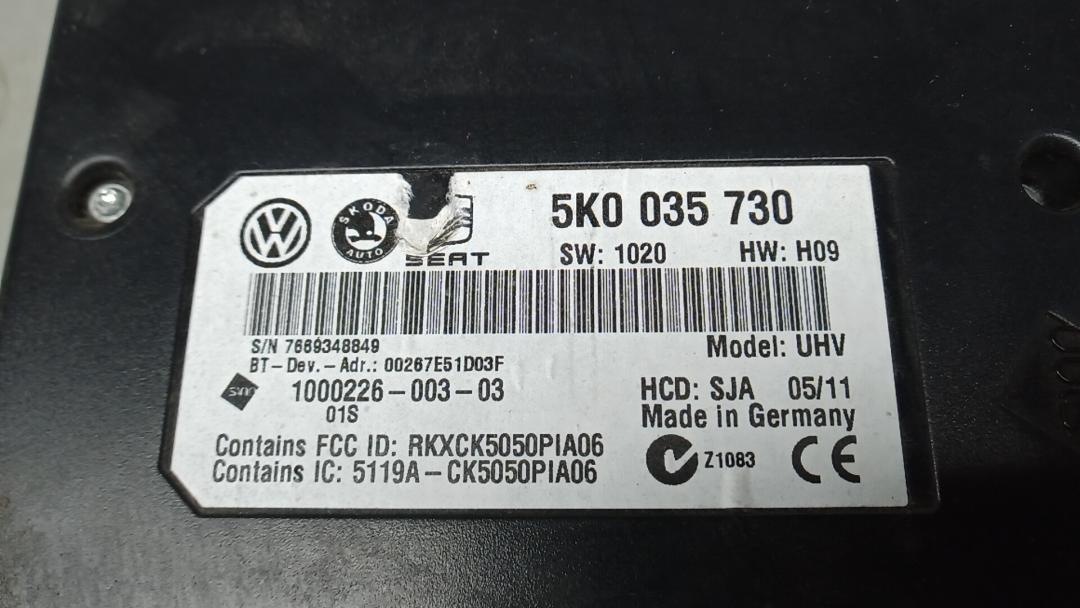 ŠKODA
AUTO
SEAT
5K0 035 730
SW: 1020 HW: H09
S/N 7669348849
Model: UHV
BT-Dev.-Adr.: 00267E51D03F
1000226-003-03
01S
HCD: SJA 05/11
Made in Germany
Contains FCC ID: RKXCK5050PIA06
Contains IC: 5119A-CK5050PIA06
Z1083
CE